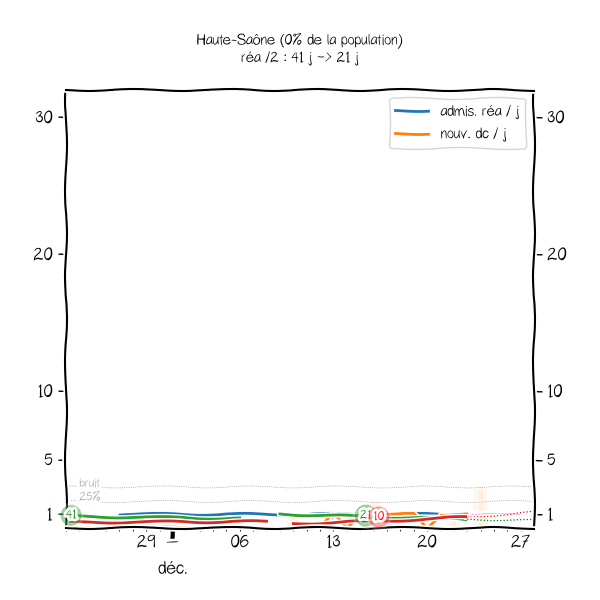 Haute-Saône (0% de la population)
réa /2 : 41 j -> 21 j
admis. réa / j
nouv. dc / j
30 30
20 20
10 10
5 5
bruit
25%
1 41 21 10 1
29 06 13 20 27
déc.